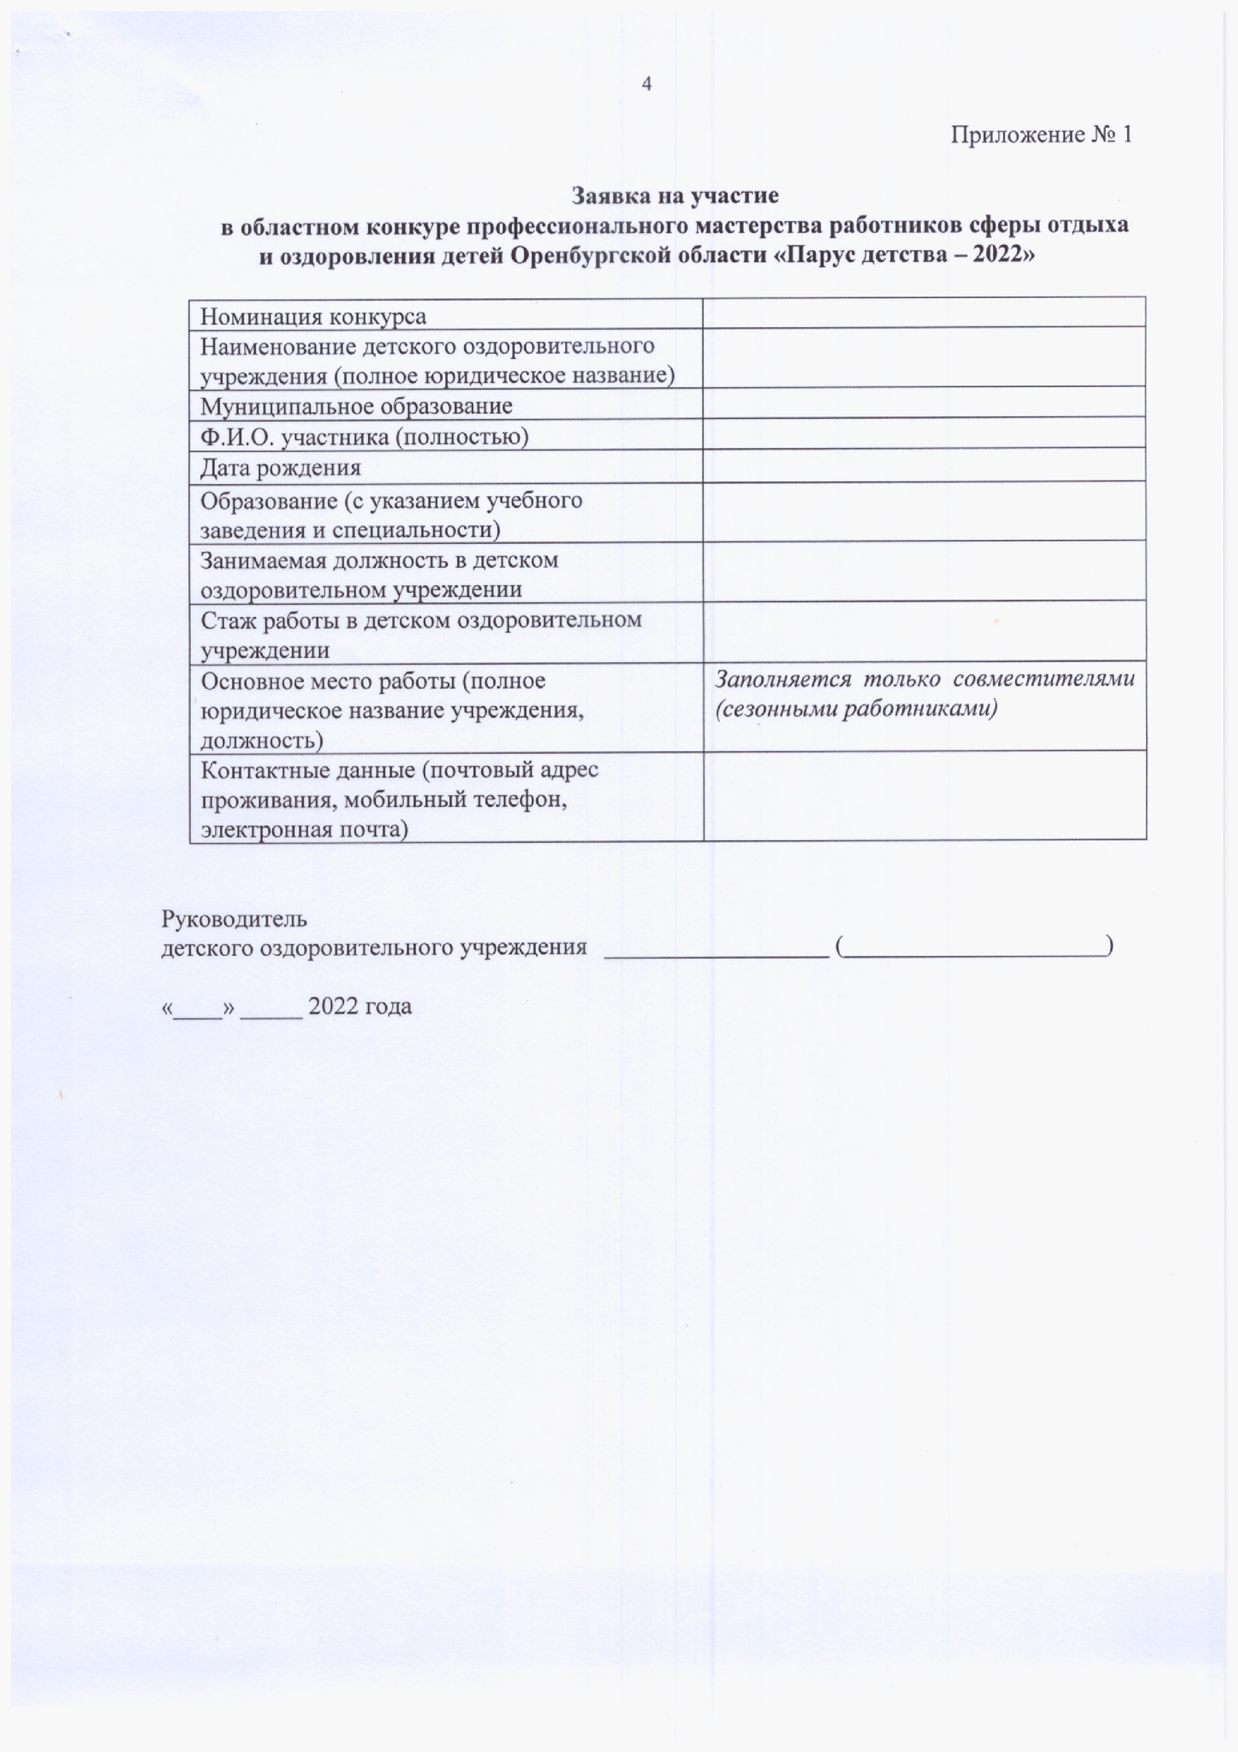 4
Приложение № 1
Заявка на участие
в областном конкуре профессионального мастерства работников сферы отдыха
и оздоровления детей Оренбургской области «Парус детства – 2022»
Номинация конкурса
Наименование детского оздоровительного
учреждения (полное юридическое название)
Муниципальное образование
Ф.И.О. участника (полностью)
Дата рождения
Образование (с указанием учебного
заведения и специальности)
Занимаемая должность в детском
оздоровительном учреждении
Стаж работы в детском оздоровительном
учреждении
Основное место работы (полное
юридическое название учреждения,
должность)
Заполняется только совместителями
(сезонными работниками)
Контактные данные (почтовый адрес
проживания, мобильный телефон,
электронная почта)
Руководитель
детского оздоровительного учреждения __________________ (_____________________)
«____» _____ 2022 года